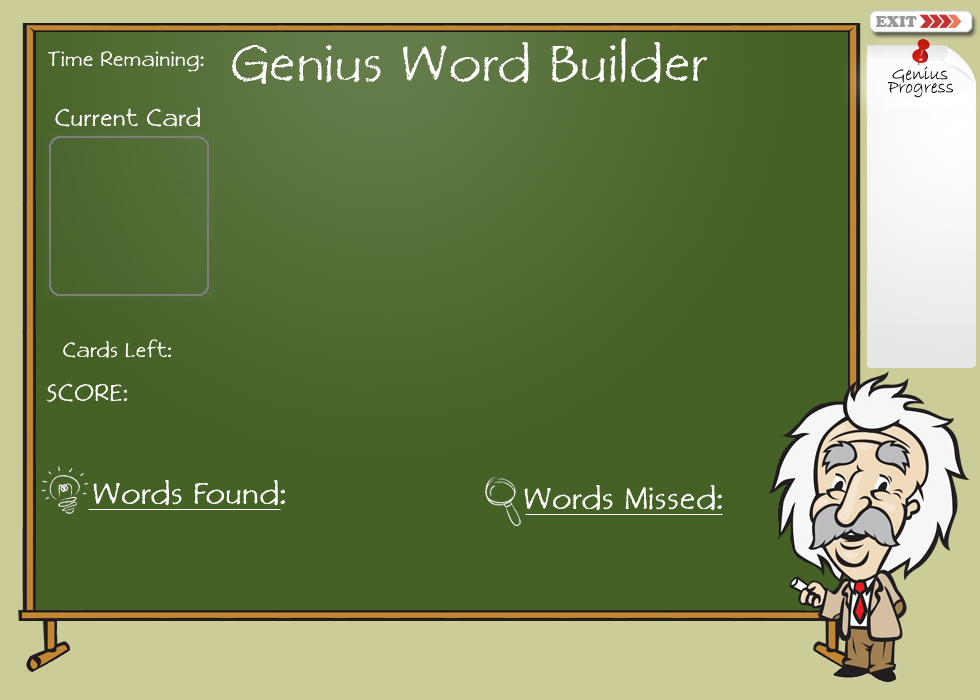 EXIT
Time Remaining:
Genius Word Builder
Genius
Progress
Current Card
Cards Left:
SCORE:
Words Found:
Words Missed: